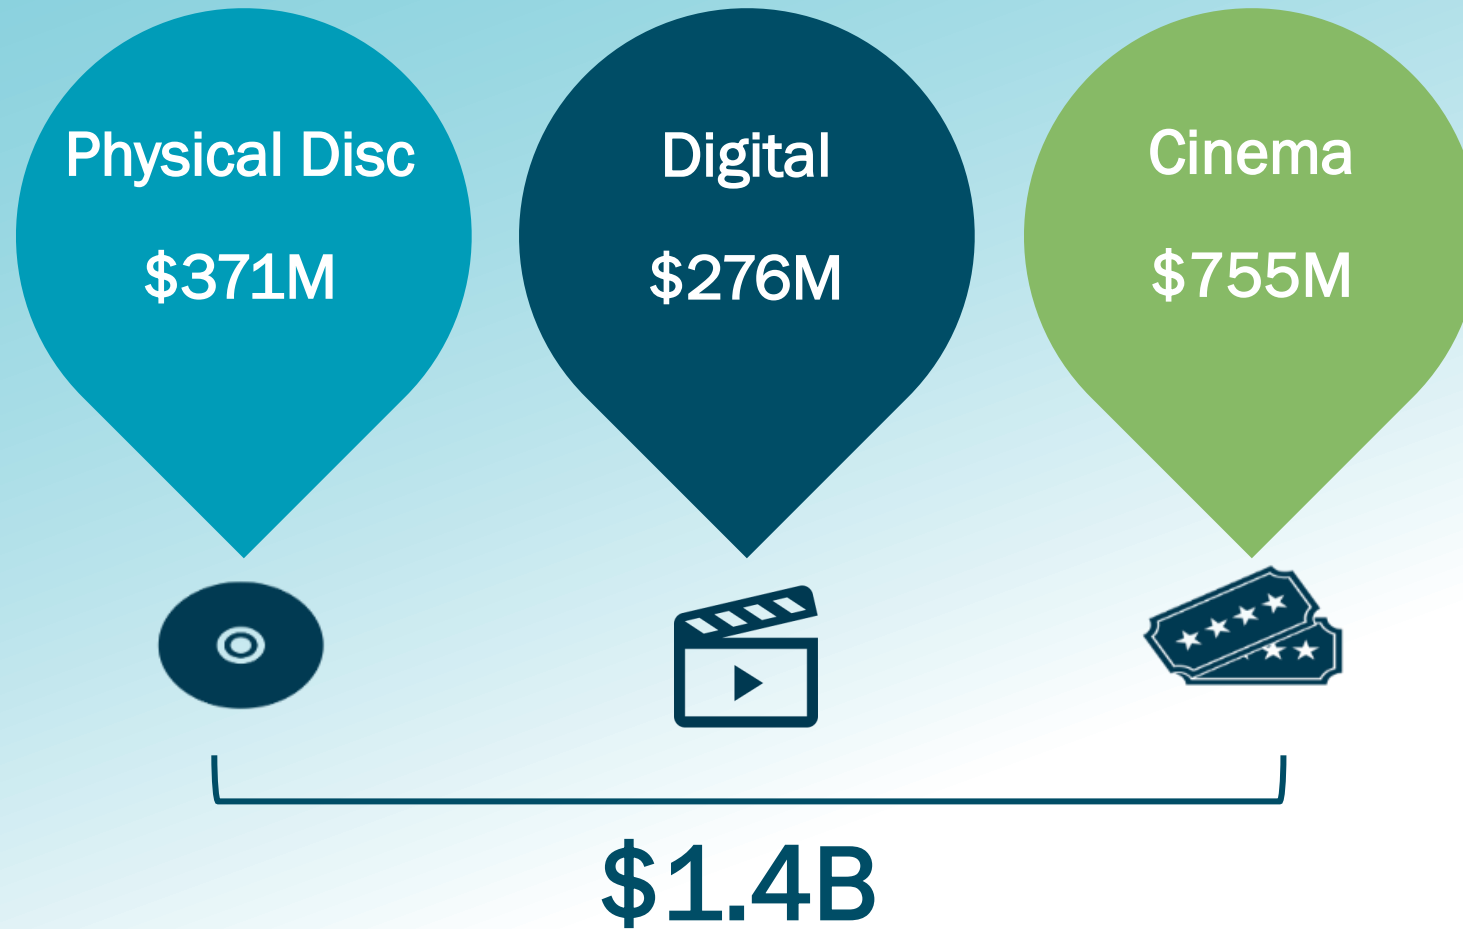 Physical Disc
$371M
Digital
$276M
Cinema
$755M
$1.4B